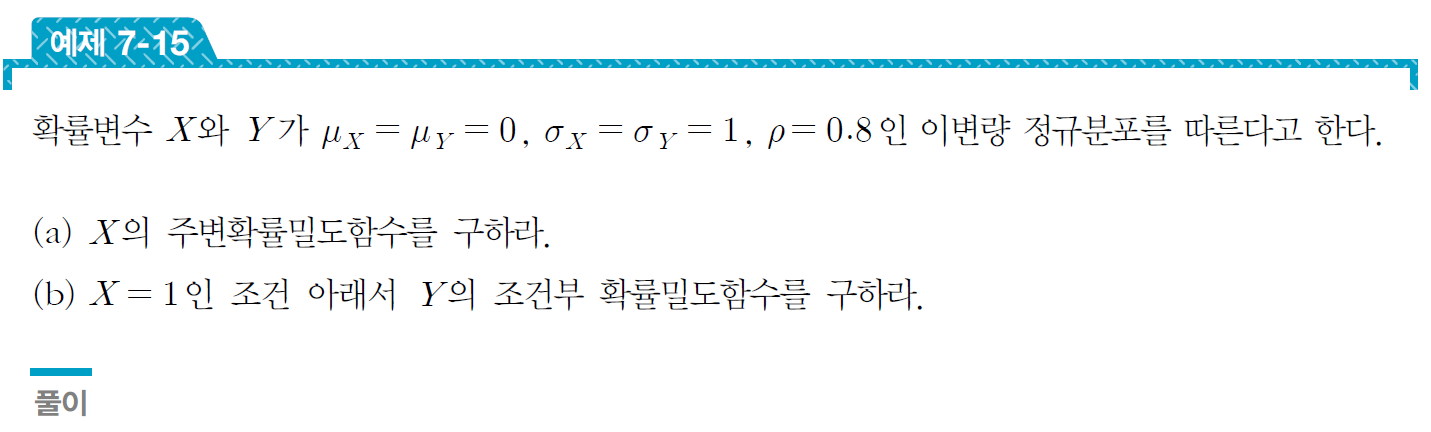 예제 7-15
확률변수 X와 Y가 μ_X = μ_Y = 0, σ_X = σ_Y = 1, ρ = 0.8인 이변량 정규분포를 따른다고 한다.
(a) X의 주변확률밀도함수를 구하라.
(b) X = 1인 조건 아래서 Y의 조건부 확률밀도함수를 구하라.
풀이